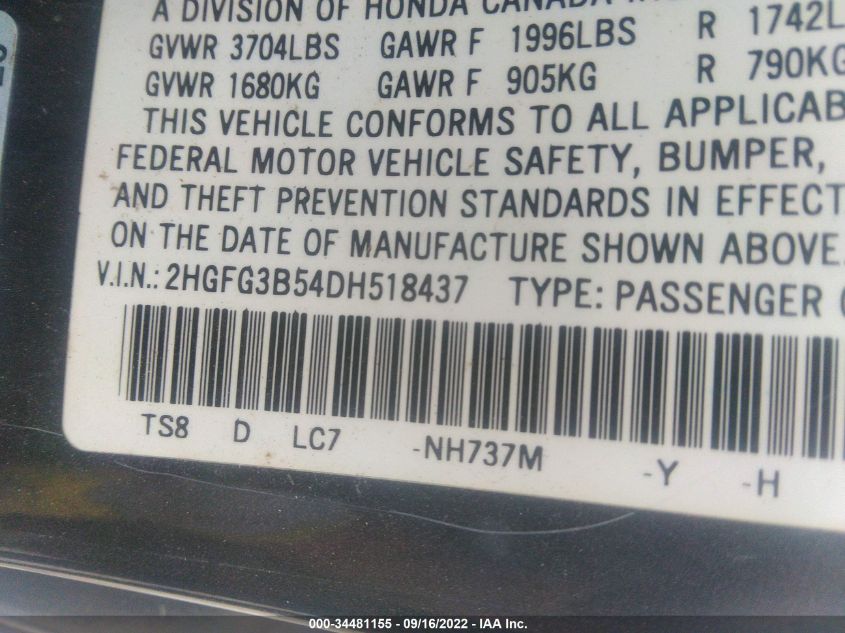 A DIVISION OF HONDA CANADA
GVWR 3704LBS GAWR F 1996LBS R 1742L
GVWR 1680KG GAWR F 905KG R 790KG
THIS VEHICLE CONFORMS TO ALL APPLICAB
FEDERAL MOTOR VEHICLE SAFETY, BUMPER,
AND THEFT PREVENTION STANDARDS IN EFFECT
ON THE DATE OF MANUFACTURE SHOWN ABOVE.
V.I.N.: 2HGFG3B54DH518437 TYPE: PASSENGER
TS8 D LC7 -NH737M -Y -H
000-34481155 - 09/16/2022 - IAA Inc.